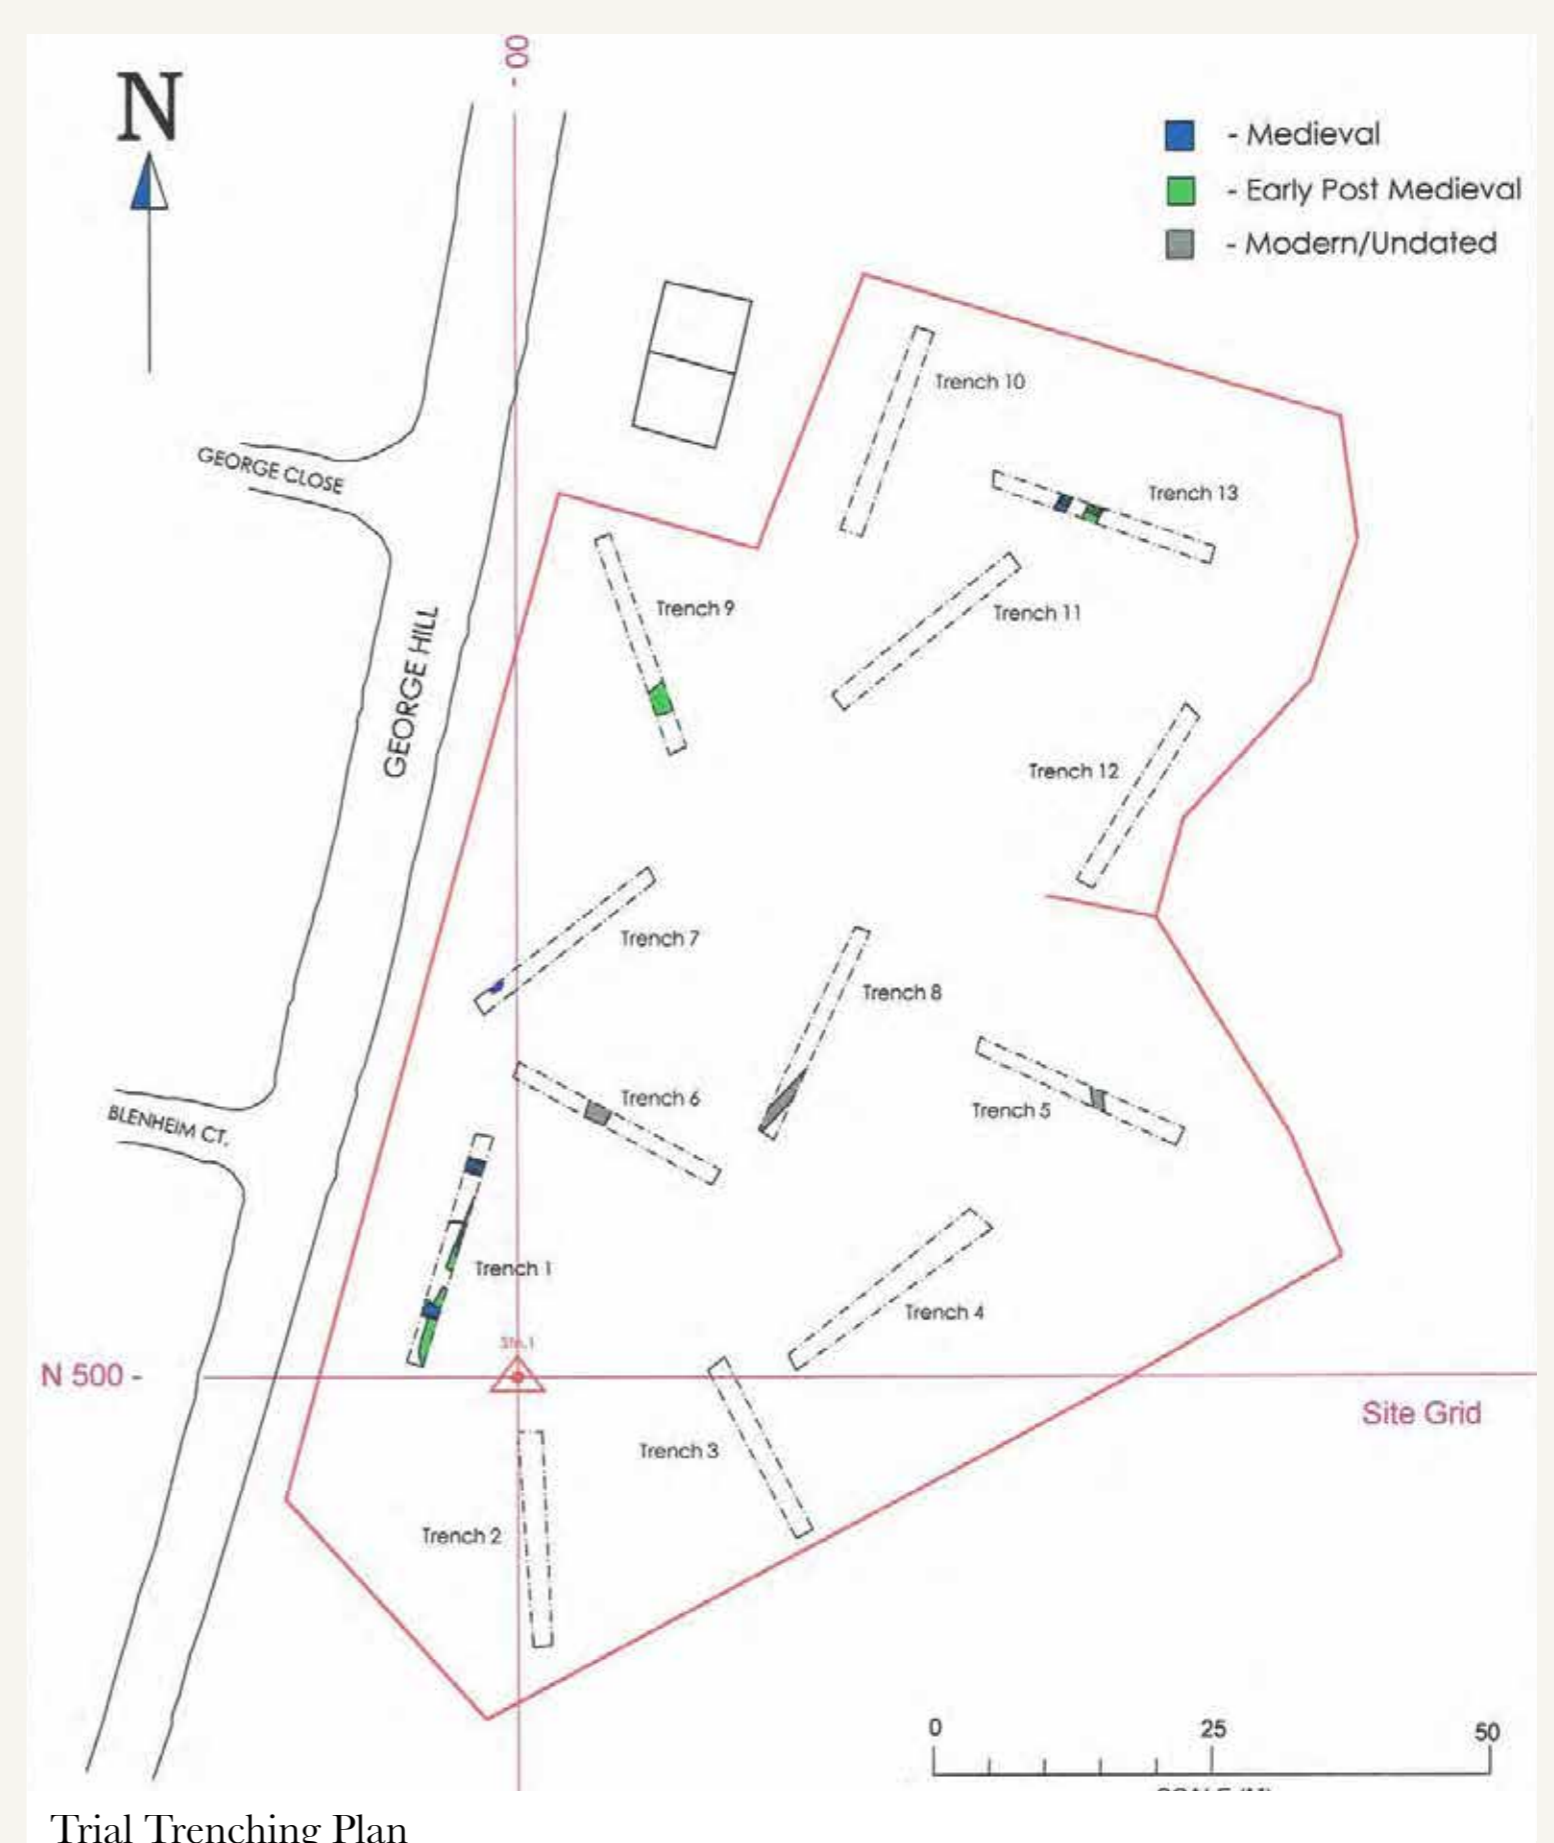 N
- 00
- Medieval
- Early Post Medieval
- Modern/Undated
Trench 10
GEORGE CLOSE
Trench 13
Trench 9
Trench 11
GEORGE HILL
Trench 12
Trench 7
Trench 8
Trench 6
Trench 5
BLENHEIM CT.
Trench 1
Trench 4
Stn.1
N 500 -
Site Grid
Trench 3
Trench 2
0 25 50
Trial Trenching Plan